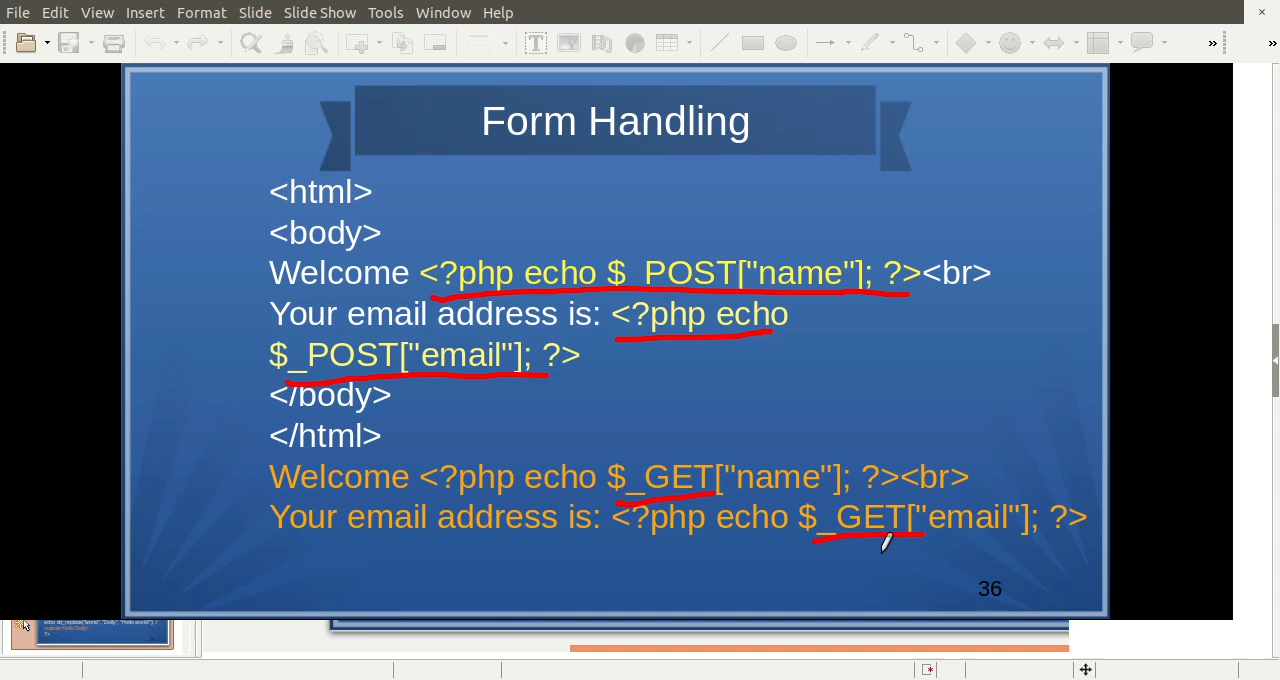 File Edit View Insert Format Slide Slide Show Tools Window Help
Form Handling
<html>
<body>
Welcome <?php echo $_POST["name"]; ?><br>
Your email address is: <?php echo
$_POST["email"]; ?>
</body>
</html>
Welcome <?php echo $_GET["name"]; ?><br>
Your email address is: <?php echo $_GET["email"]; ?>
36